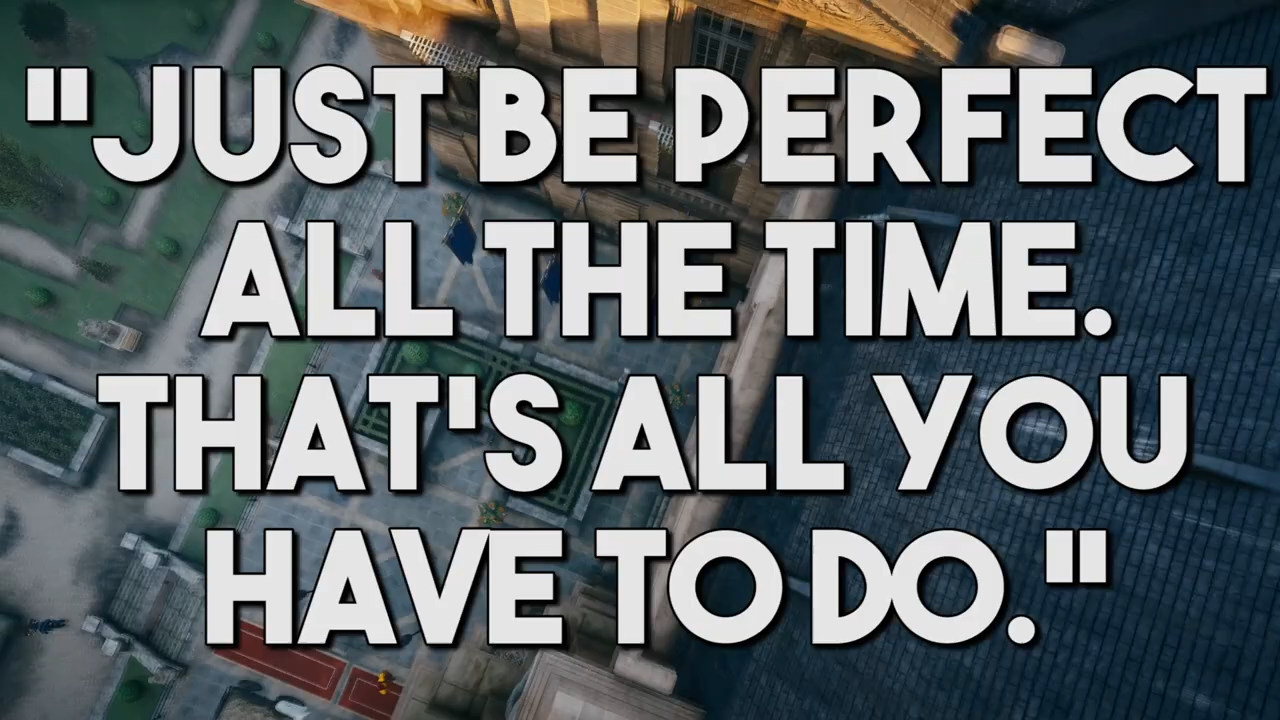 "JUST BE PERFECT
ALL THE TIME.
THAT'S ALL YOU
HAVE TO DO."